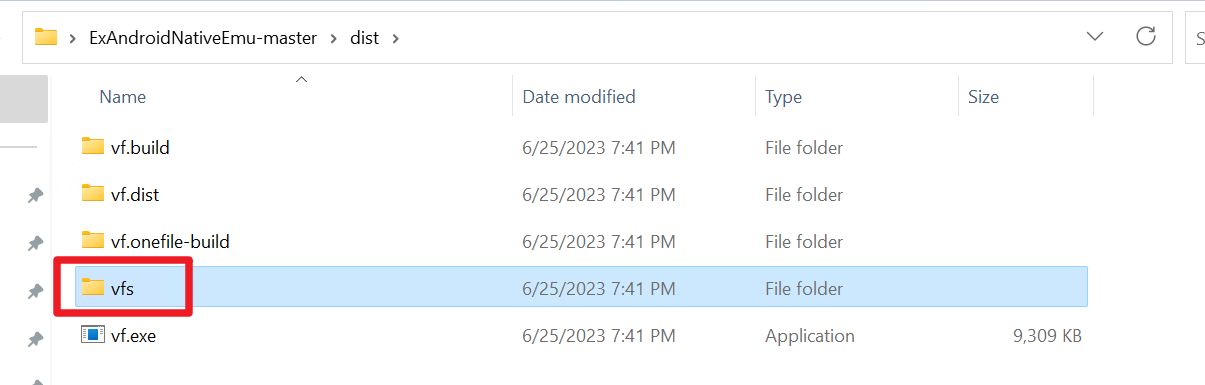 ExAndroidNativeEmu-master > dist >
S
Name Date modified Type Size
vf.build 6/25/2023 7:41 PM File folder
vf.dist 6/25/2023 7:41 PM File folder
vf.onefile-build 6/25/2023 7:41 PM File folder
vfs 6/25/2023 7:41 PM File folder
vf.exe 6/25/2023 7:41 PM Application 9,309 KB